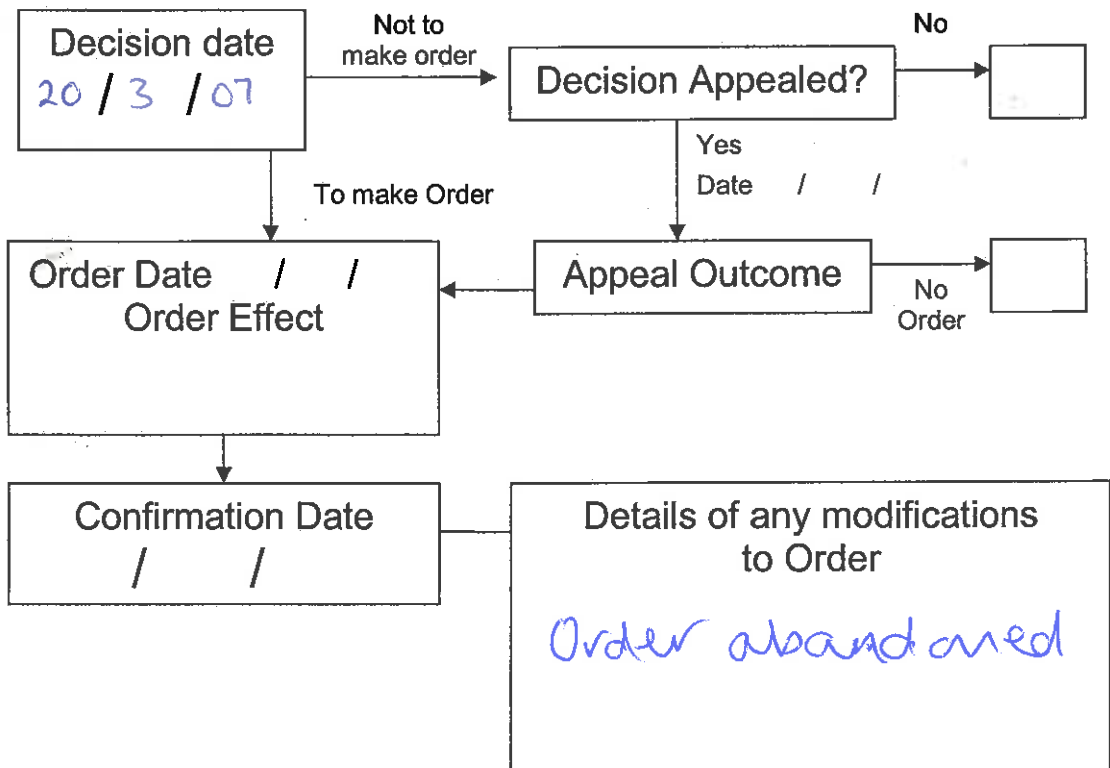 Decision date
20 / 3 / 07
Not to
make order
Decision Appealed?
No
Yes
Date / /
To make Order
Order Date / /
Order Effect
Appeal Outcome
No
Order
Confirmation Date
/ /
Details of any modifications
to Order
Order abandoned